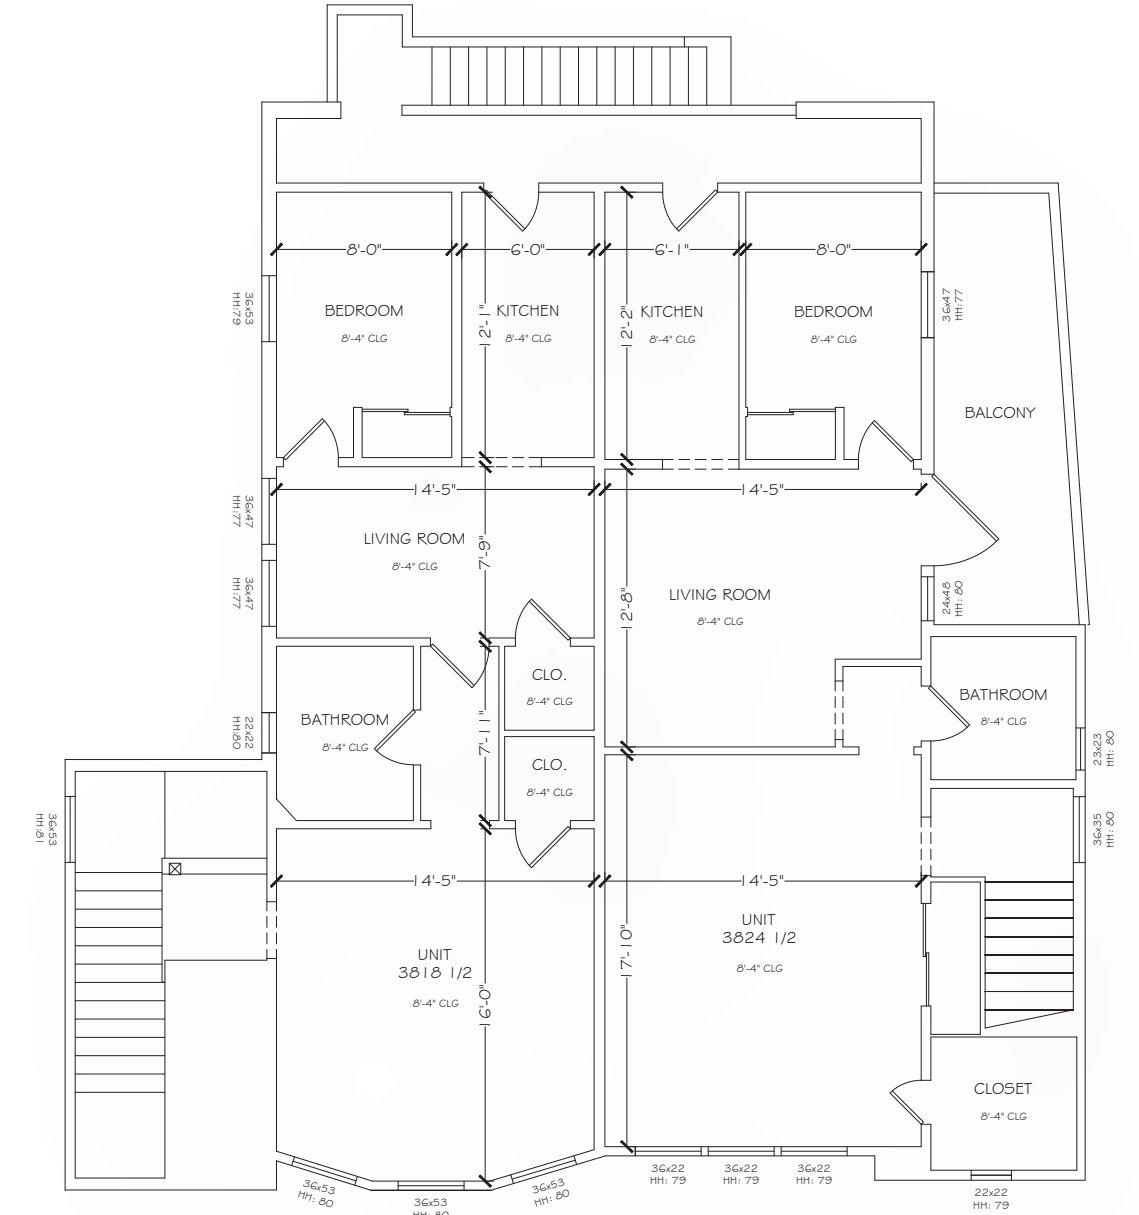 8'-0"
6'-0"
6'-1"
8'-0"
36x53
HH:79
BEDROOM
8'-4" CLG
12'-1"
KITCHEN
8'-4" CLG
12'-2"
KITCHEN
8'-4" CLG
BEDROOM
8'-4" CLG
36x47
HH:77
BALCONY
14'-5"
14'-5"
36x47
HH:77
LIVING ROOM
8'-4" CLG
7'-9"
36x47
HH:77
12'-8"
LIVING ROOM
8'-4" CLG
24x48
HH: 80
CLO.
8'-4" CLG
BATHROOM
8'-4" CLG
22x22
HH:80
BATHROOM
8'-4" CLG
7'-11"
23x23
HH: 80
CLO.
8'-4" CLG
36x53
HH:81
36x35
HH: 80
14'-5"
14'-5"
UNIT
3824 1/2
8'-4" CLG
17'-10"
UNIT
3818 1/2
8'-4" CLG
16'-0"
CLOSET
8'-4" CLG
36x53
HH: 80
36x53
HH: 80
36x53
HH: 80
36x22
HH: 79
36x22
HH: 79
36x22
HH: 79
22x22
HH: 79